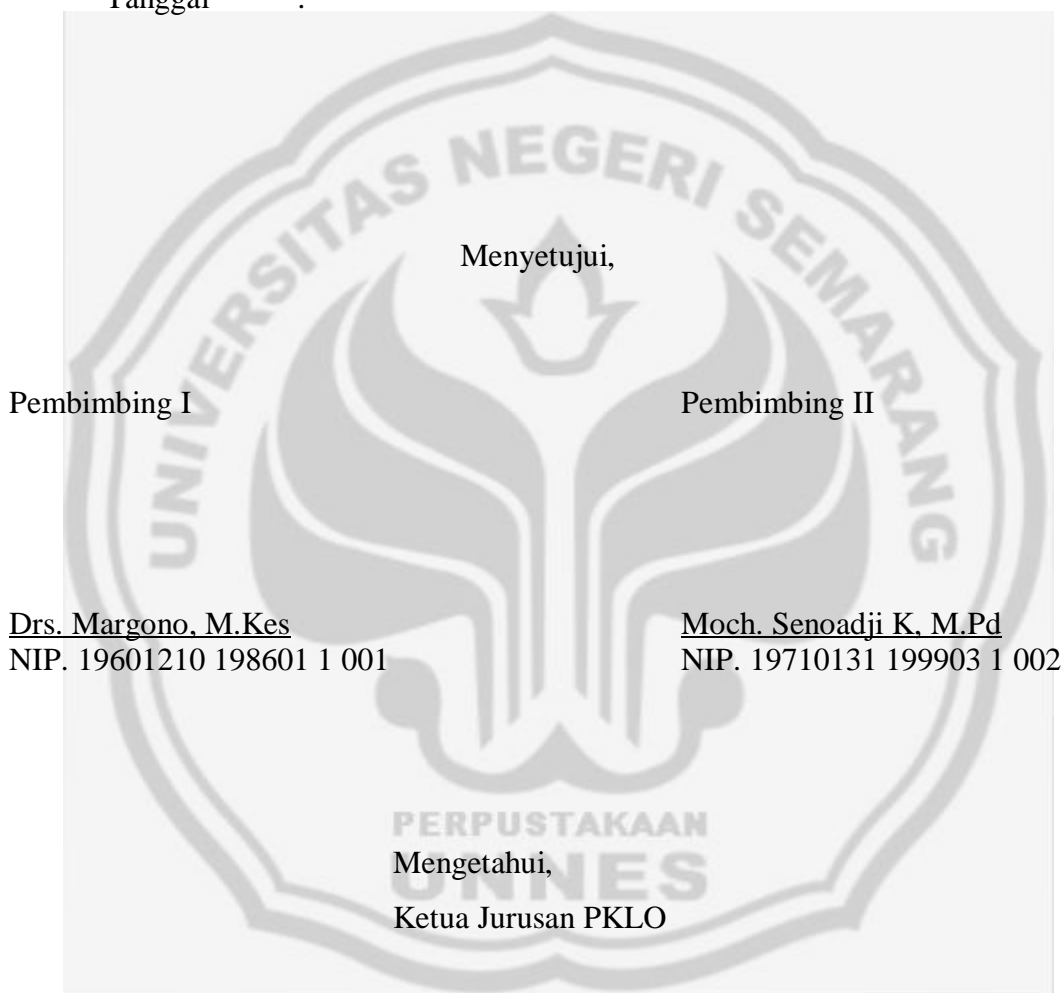 Tanggal :
UNIVERSITAS NEGERI SEMARANG
Menyetujui,
Pembimbing I Pembimbing II
Drs. Margono, M.Kes Moch. Senoadji K, M.Pd
NIP. 19601210 198601 1 001 NIP. 19710131 199903 1 002
PERPUSTAKAAN
UNNES
Mengetahui,
Ketua Jurusan PKLO